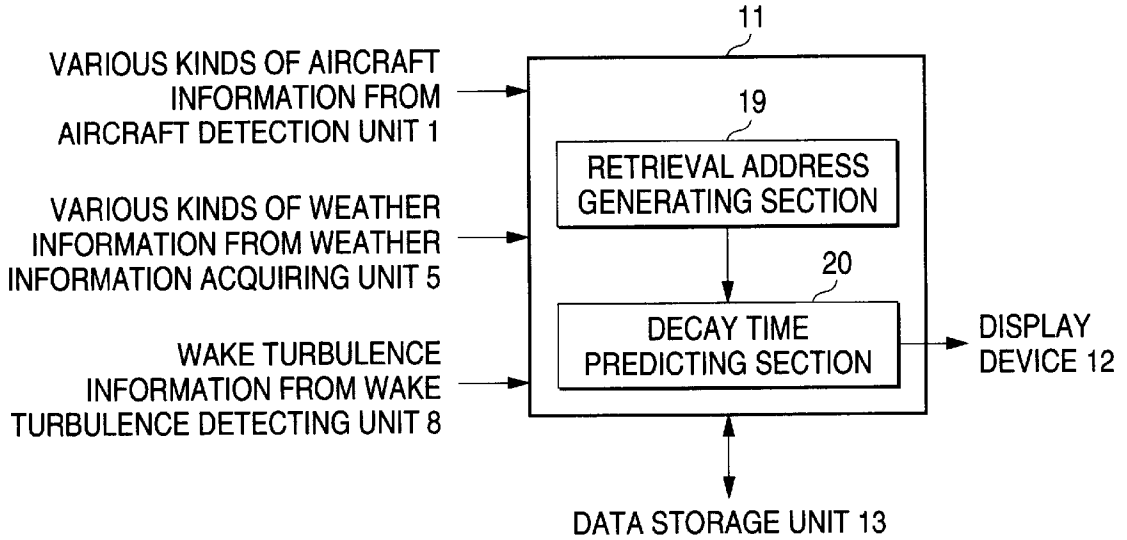 11
VARIOUS KINDS OF AIRCRAFT
INFORMATION FROM
AIRCRAFT DETECTION UNIT 1
19
RETRIEVAL ADDRESS
GENERATING SECTION
VARIOUS KINDS OF WEATHER
INFORMATION FROM WEATHER
INFORMATION ACQUIRING UNIT 5
20
DECAY TIME
PREDICTING SECTION
DISPLAY
DEVICE 12
WAKE TURBULENCE
INFORMATION FROM WAKE
TURBULENCE DETECTING UNIT 8
DATA STORAGE UNIT 13